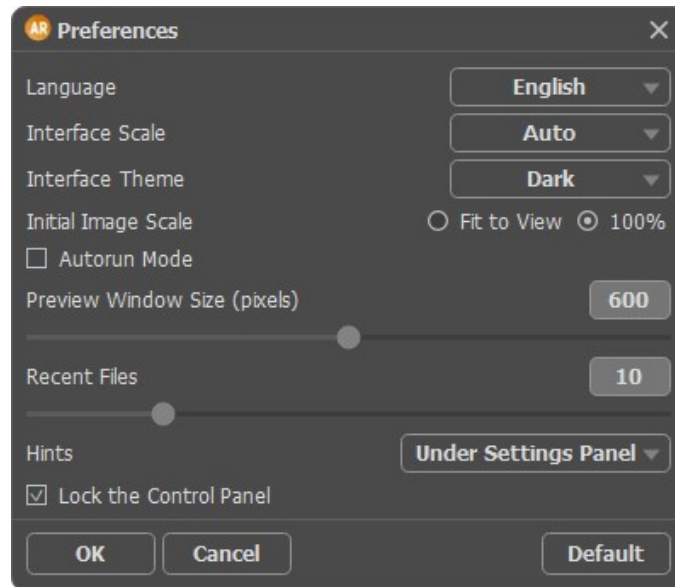 AR Preferences
Language English
Interface Scale Auto
Interface Theme Dark
Initial Image Scale Fit to View 100%
Autorun Mode
Preview Window Size (pixels) 600
Recent Files 10
Hints Under Settings Panel
Lock the Control Panel
OK Cancel Default